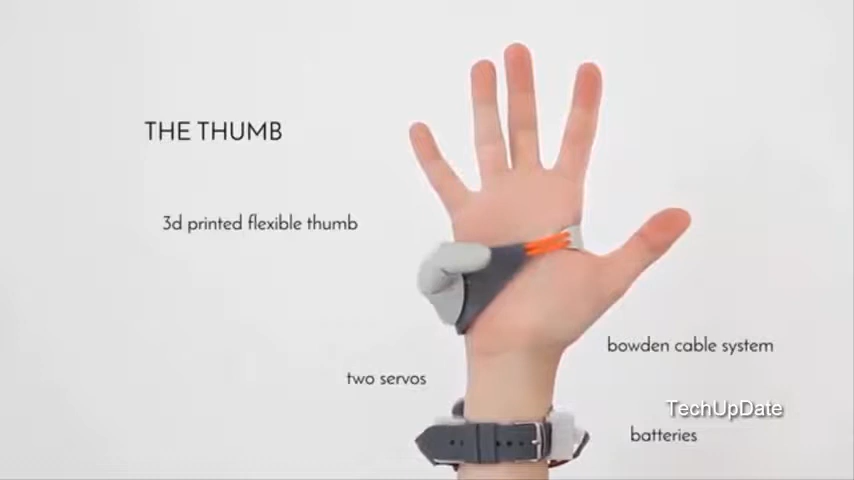 THE THUMB
3d printed flexible thumb
bowden cable system
two servos
TechUpDate
batteries